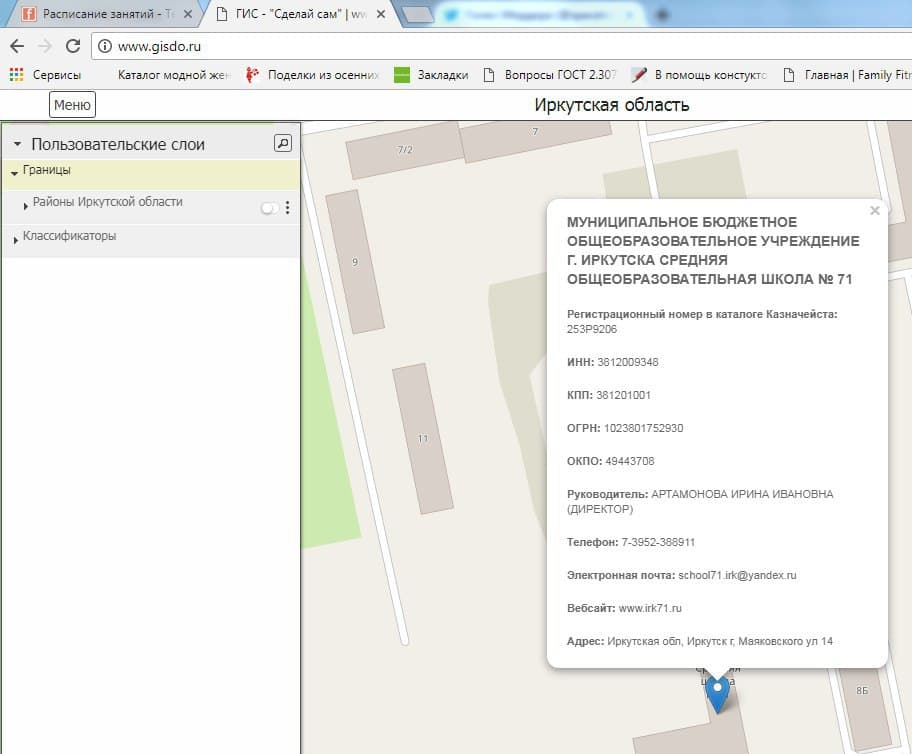 Расписание занятий - Те
ГИС - "Сделай сам" | ww
www.gisdo.ru
Сервисы
Каталог модной жен
Поделки из осенних
Закладки
Вопросы ГОСТ 2.307
В помощь констукто
Главная | Family Fitn
Меню
Иркутская область
Пользовательские слои
Границы
Районы Иркутской области
Классификаторы
7/2
7
9
11
8Б
МУНИЦИПАЛЬНОЕ БЮДЖЕТНОЕ
ОБЩЕОБРАЗОВАТЕЛЬНОЕ УЧРЕЖДЕНИЕ
Г. ИРКУТСКА СРЕДНЯЯ
ОБЩЕОБРАЗОВАТЕЛЬНАЯ ШКОЛА № 71
Регистрационный номер в каталоге Казначейста:
253Р9206
ИНН: 3812009348
КПП: 381201001
ОГРН: 1023801752930
ОКПО: 49443708
Руководитель: АРТАМОНОВА ИРИНА ИВАНОВНА
(ДИРЕКТОР)
Телефон: 7-3952-388911
Электронная почта: school71.irk@yandex.ru
Вебсайт: www.irk71.ru
Адрес: Иркутская обл, Иркутск г, Маяковского ул 14